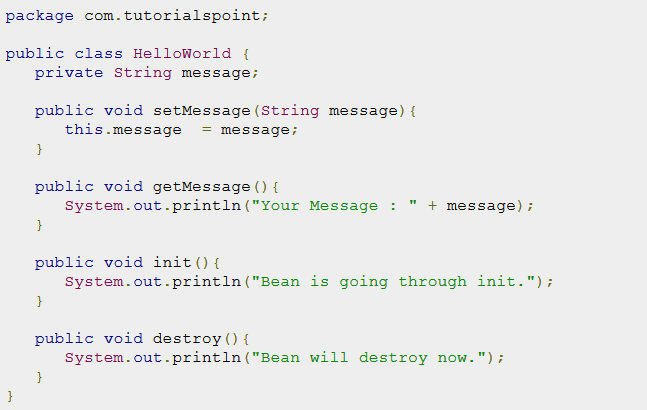 package com.tutorialspoint;
public class HelloWorld {
private String message;
public void setMessage(String message){
this.message  = message;
}
public void getMessage(){
System.out.println("Your Message : " + message);
}
public void init(){
System.out.println("Bean is going through init.");
}
public void destroy(){
System.out.println("Bean will destroy now.");
}
}